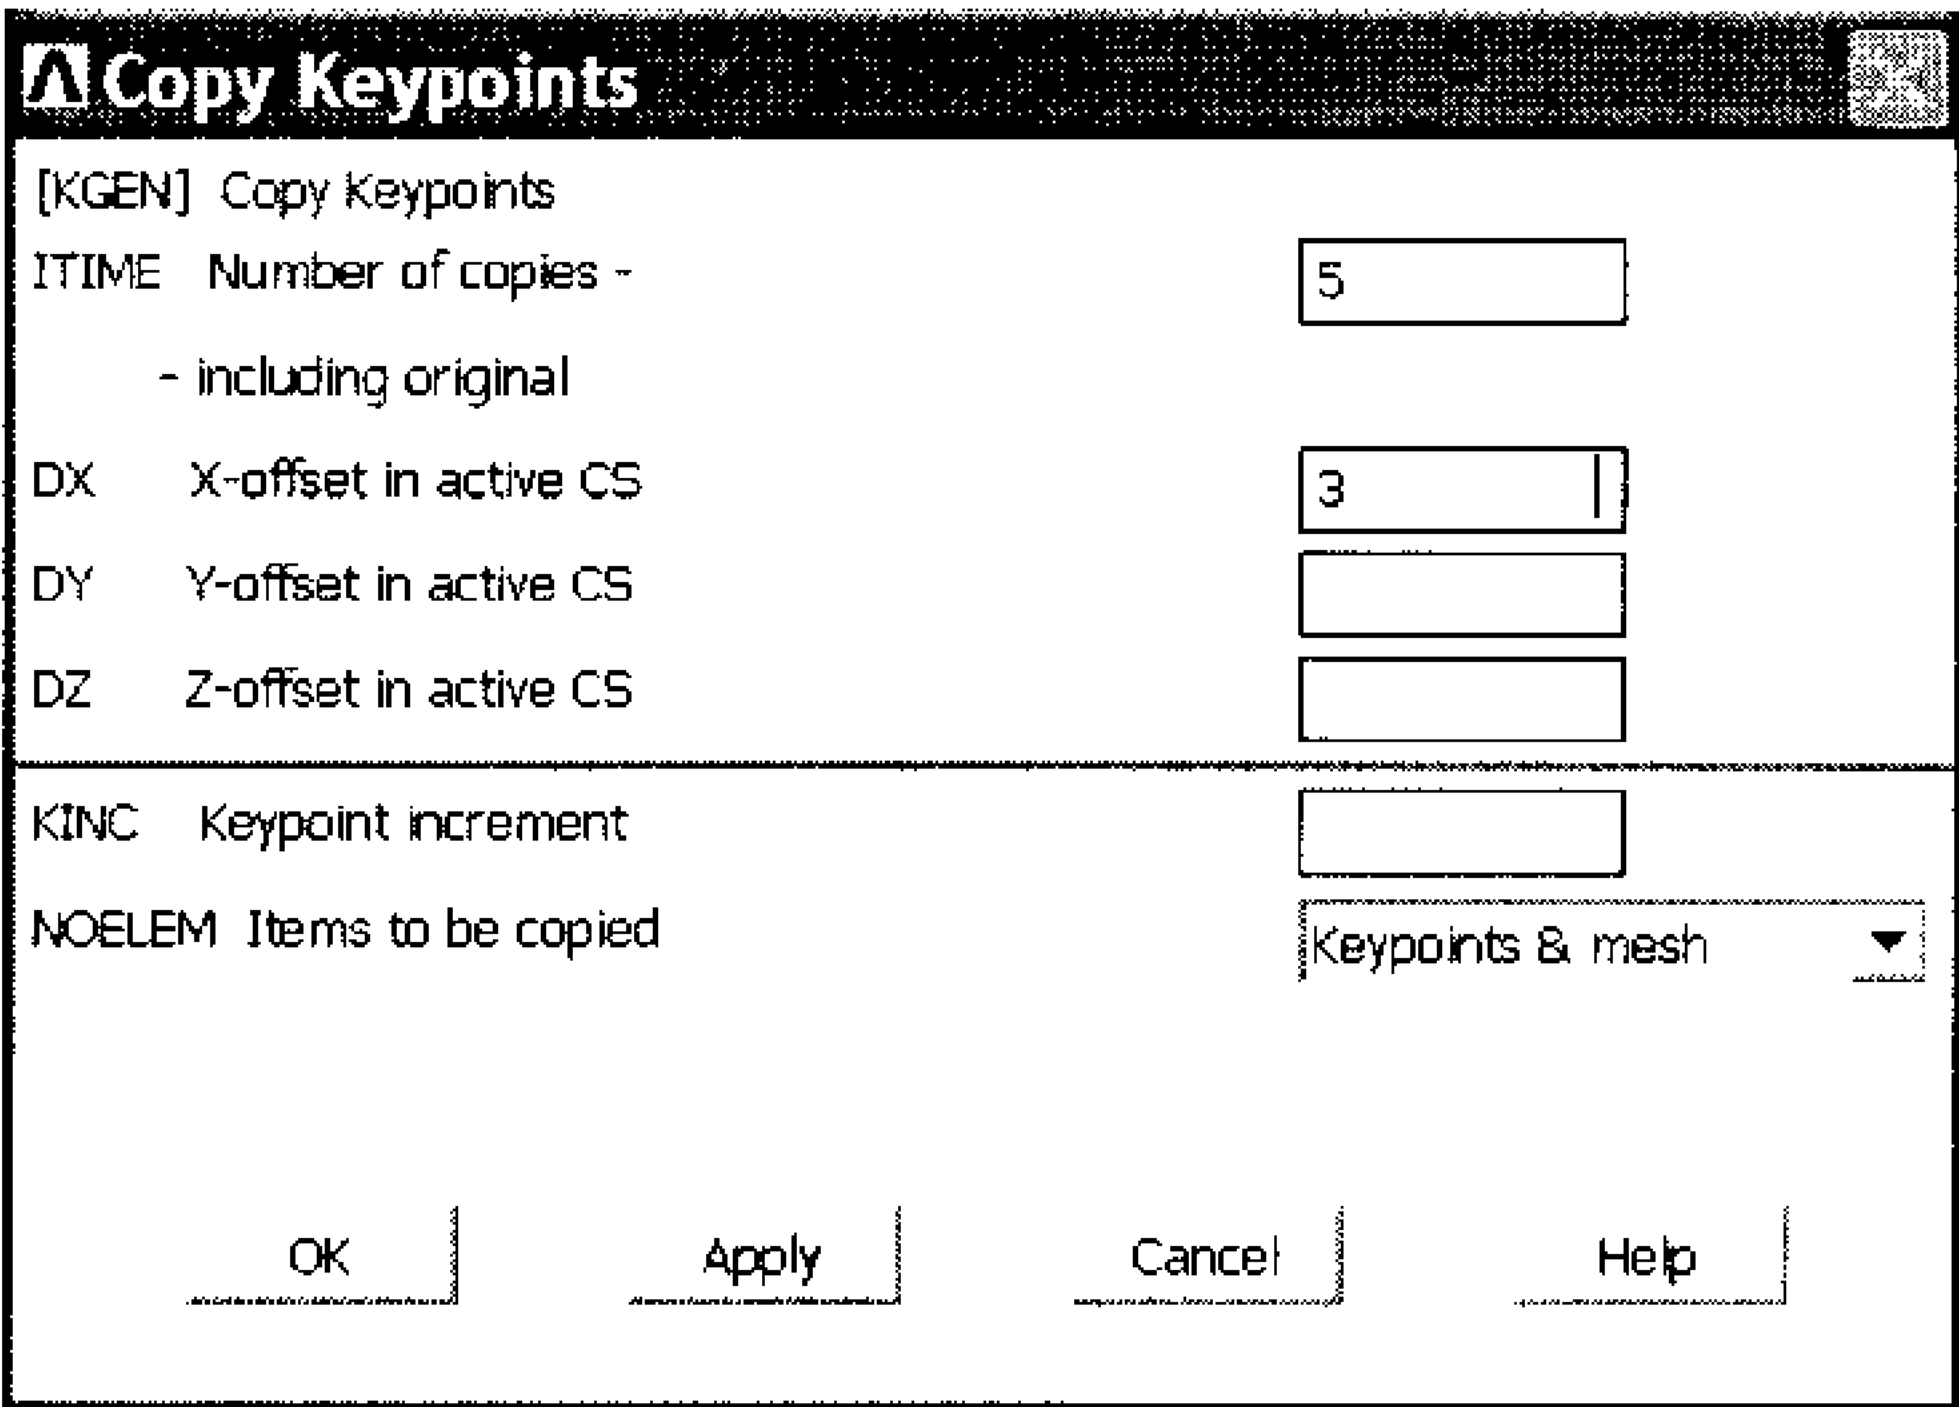 Copy Keypoints
[KGEN] Copy Keypoints
ITIME Number of copies - 5
- including original
DX X-offset in active CS 3
DY Y-offset in active CS
DZ Z-offset in active CS
KINC Keypoint increment
NOELEM Items to be copied Keypoints & mesh
OK Apply Cancel Help